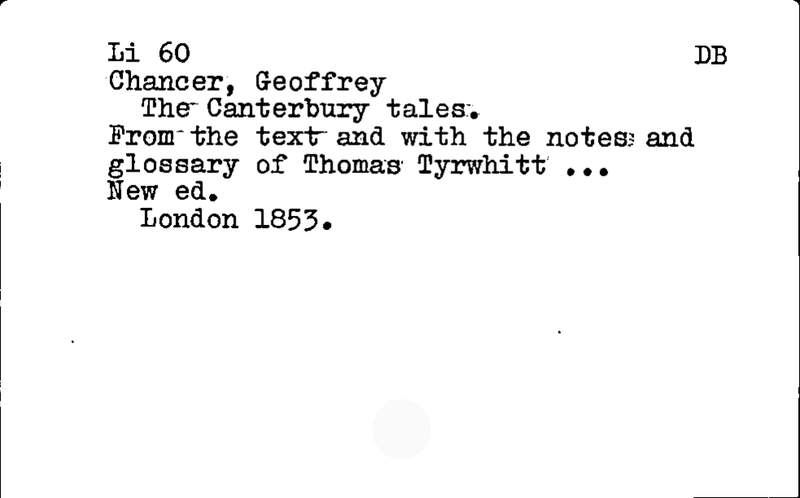 Li 60 DB
Chancer, Geoffrey
The Canterbury tales.
From the text and with the notes and
glossary of Thomas Tyrwhitt ...
New ed.
London 1853.